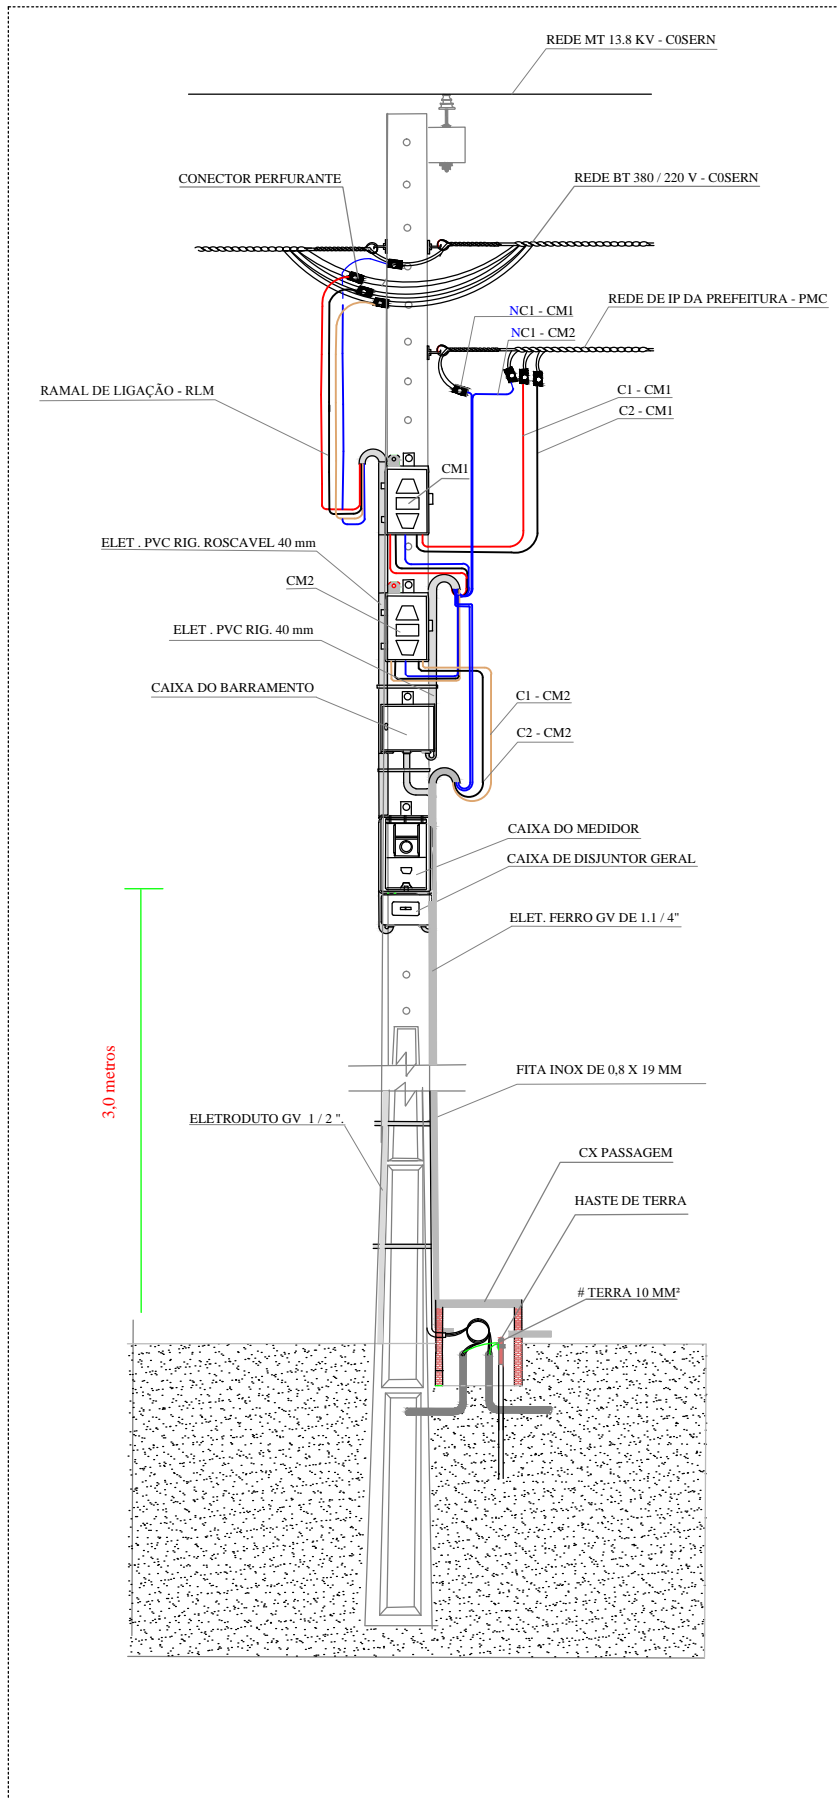 REDE MT 13.8 KV - C0SERN
CONECTOR PERFURANTE
REDE BT 380 / 220 V - C0SERN
REDE DE IP DA PREFEITURA - PMC
NC1 - CM1
NC1 - CM2
RAMAL DE LIGAÇÃO - RLM
C1 - CM1
C2 - CM1
CM1
ELET . PVC RIG. ROSCAVEL 40 mm
CM2
ELET . PVC RIG. 40 mm
CAIXA DO BARRAMENTO
C1 - CM2
C2 - CM2
CAIXA DO MEDIDOR
CAIXA DE DISJUNTOR GERAL
ELET. FERRO GV DE 1.1 / 4"
3,0 metros
FITA INOX DE 0,8 X 19 MM
ELETRODUTO GV 1 / 2 ".
CX PASSAGEM
HASTE DE TERRA
# TERRA 10 MM²